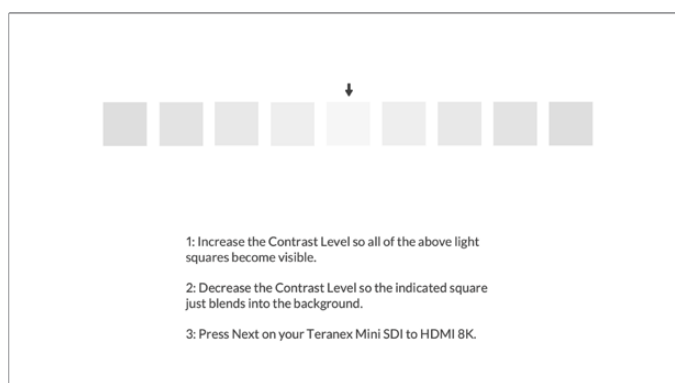 1: Increase the Contrast Level so all of the above light
squares become visible.
2: Decrease the Contrast Level so the indicated square
just blends into the background.
3: Press Next on your Teranex Mini SDI to HDMI 8K.